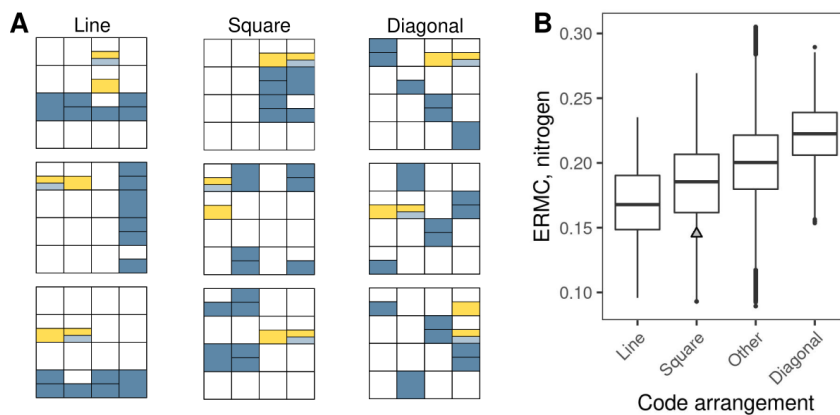 A
Line
Square
Diagonal
B
ERMC, nitrogen
0.30
0.25
0.20
0.15
0.10
Line
Square
Other
Diagonal
Code arrangement